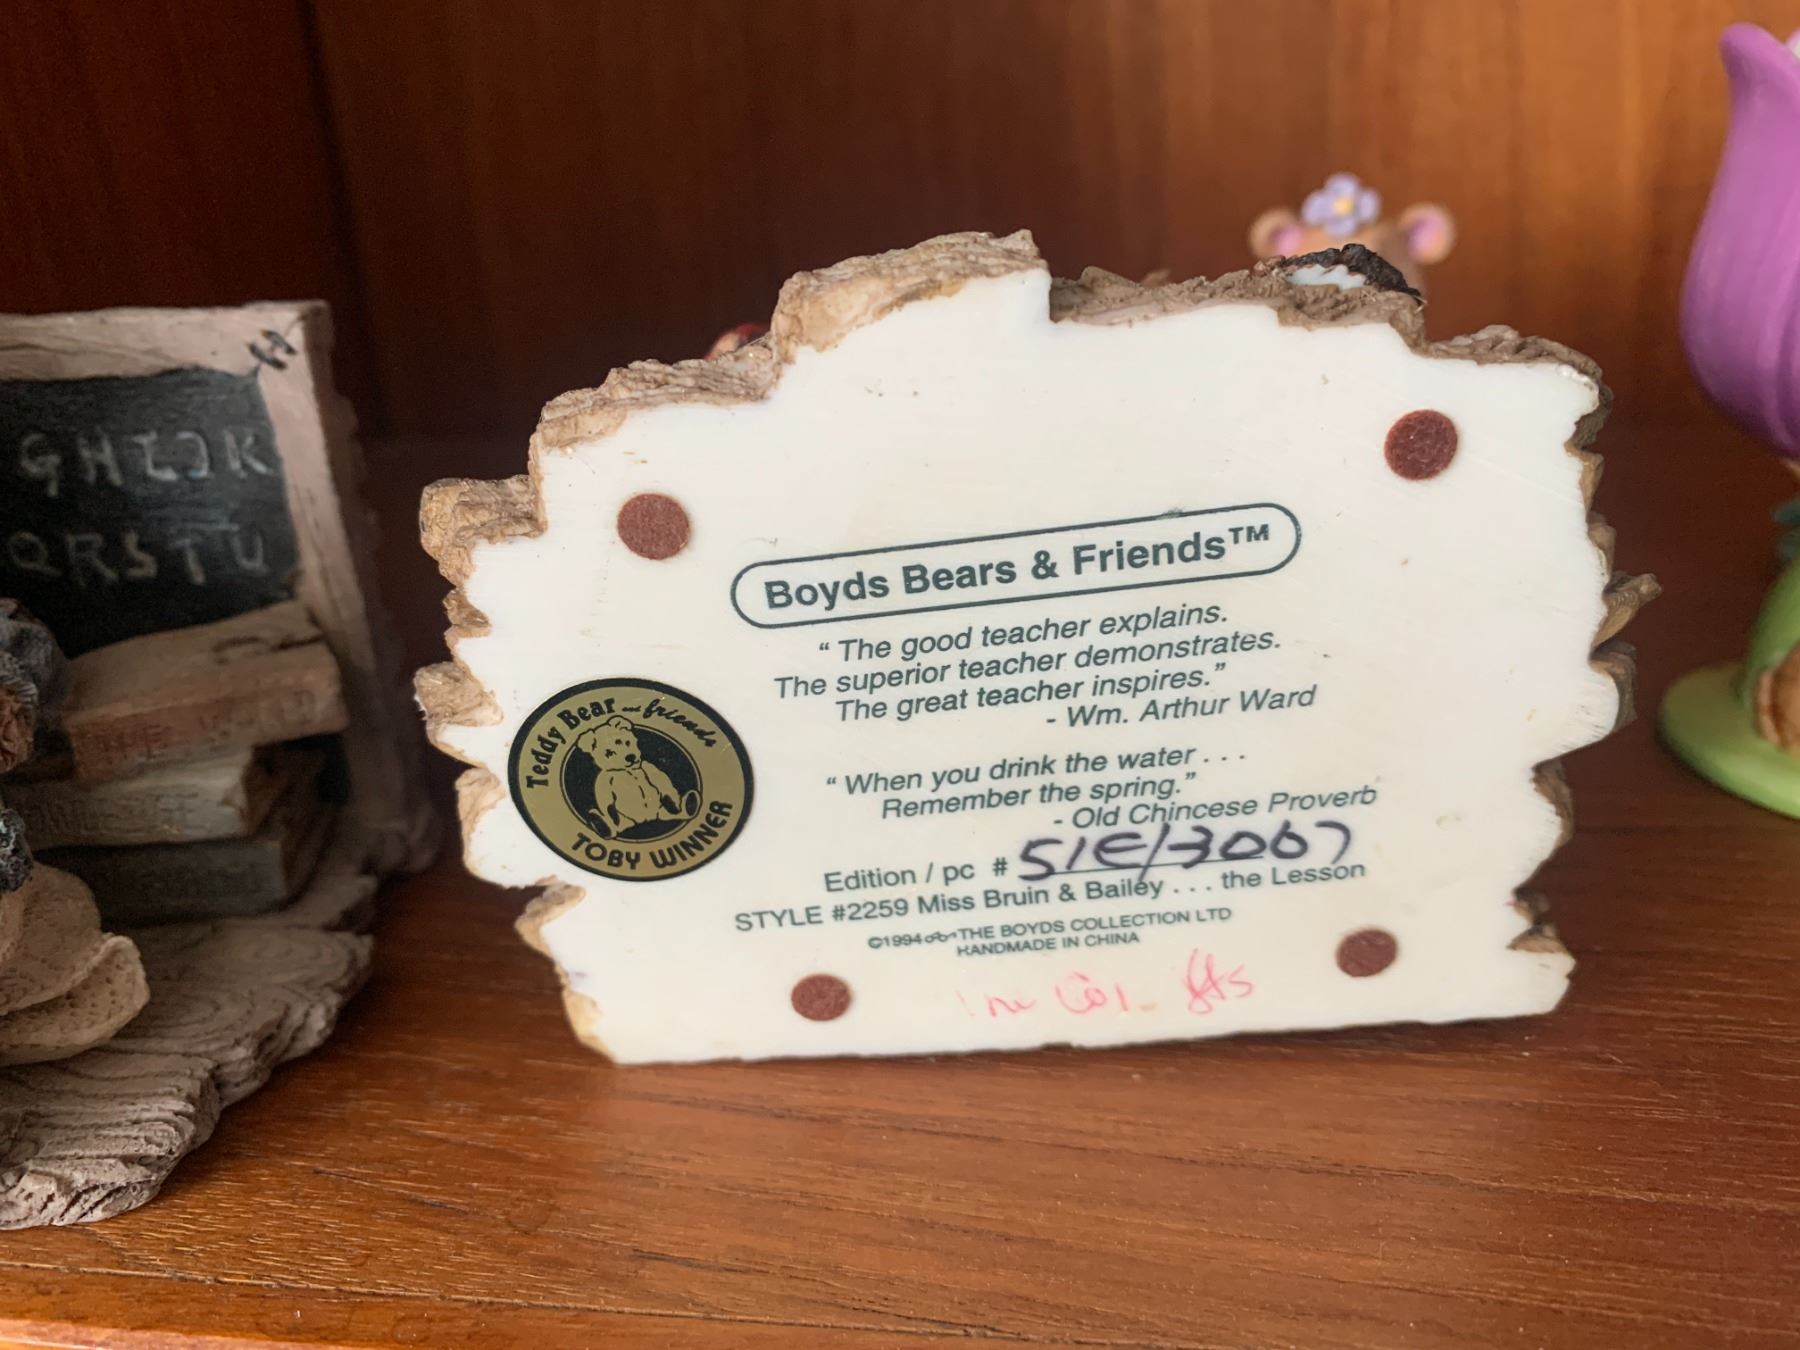 GHIJK
QRSTU
Boyds Bears & Friends™
“ The good teacher explains.
The superior teacher demonstrates.
The great teacher inspires.”
- Wm. Arthur Ward
“ When you drink the water . . .
Remember the spring.”
- Old Chincese Proverb
Edition / pc # 51E/3007
STYLE #2259 Miss Bruin & Bailey . . . the Lesson
©1994 THE BOYDS COLLECTION LTD
HANDMADE IN CHINA
Teddy Bear and friends
TOBY WINNER